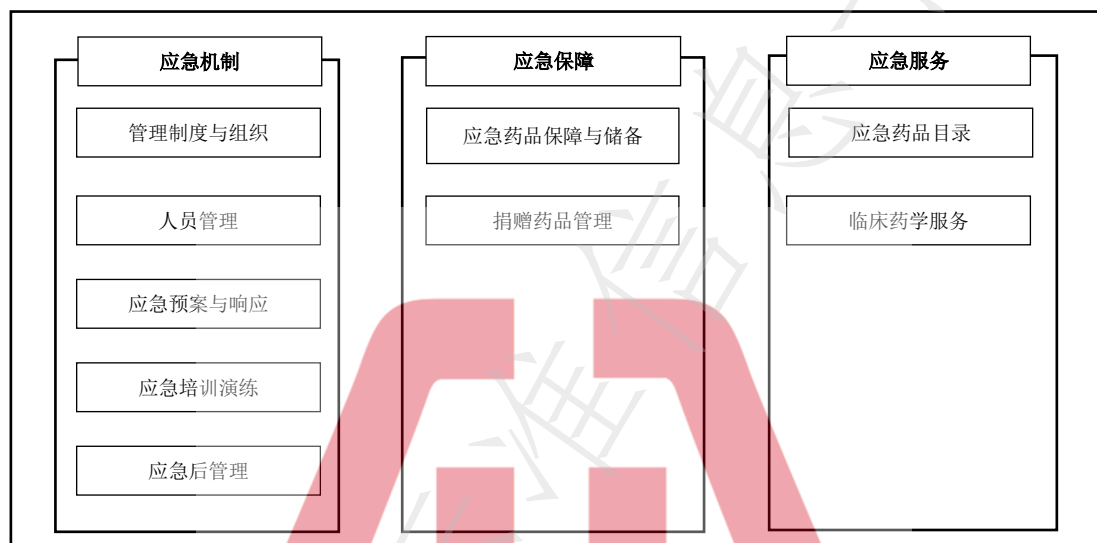 应急机制
管理制度与组织
人员管理
应急预案与响应
应急培训演练
应急后管理
应急保障
应急药品保障与储备
捐赠药品管理
应急服务
应急药品目录
临床药学服务
准信息